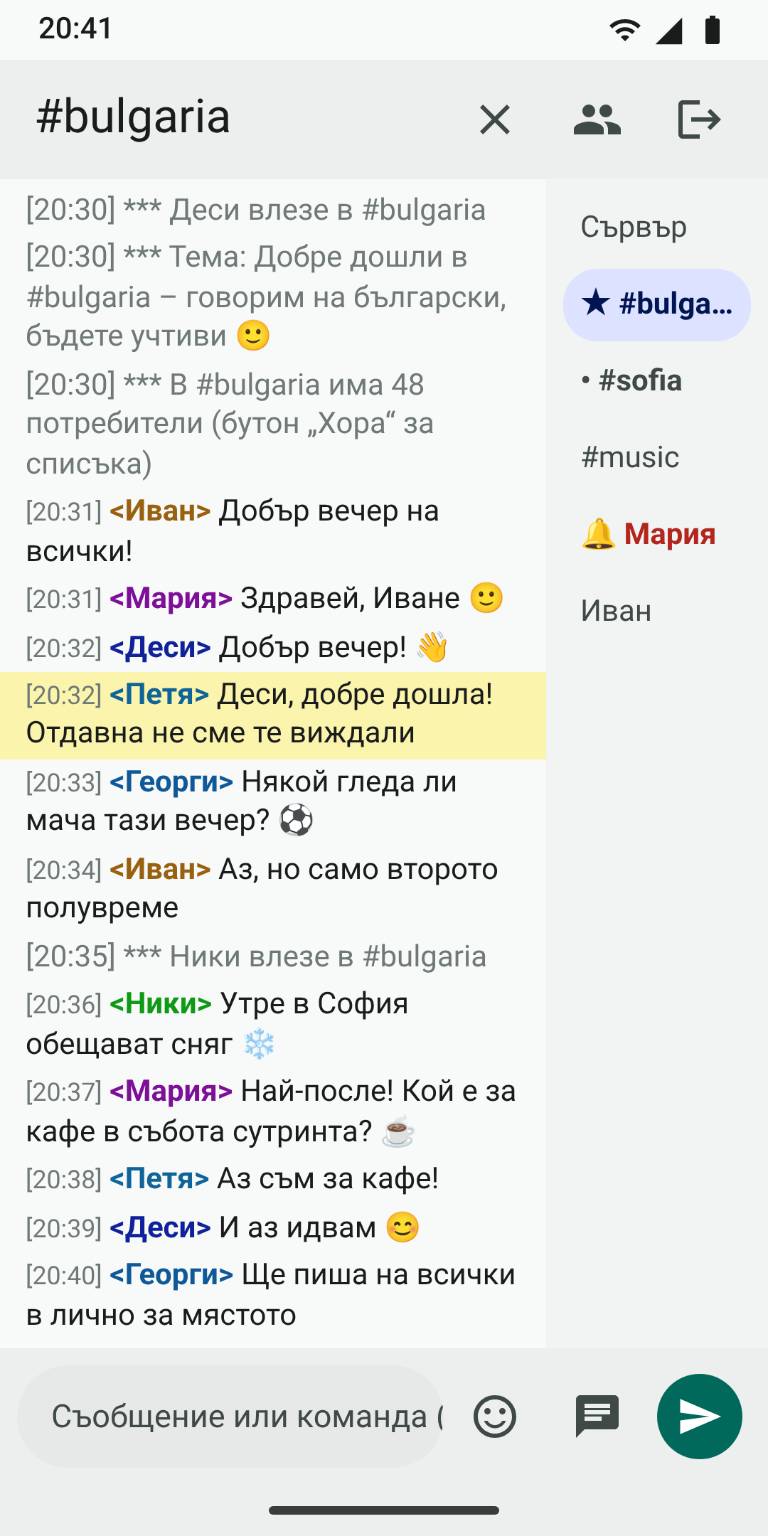 20:41
#bulgaria
[20:30] *** Деси влезе в #bulgaria
[20:30] *** Тема: Добре дошли в
#bulgaria – говорим на български,
бъдете учтиви 🙂
[20:30] *** В #bulgaria има 48
потребители (бутон „Хора“ за
списъка)
[20:31] <Иван> Добър вечер на
всички!
[20:31] <Мария> Здравей, Иване 🙂
[20:32] <Деси> Добър вечер! 👋
[20:32] <Петя> Деси, добре дошла!
Отдавна не сме те виждали
[20:33] <Георги> Някой гледа ли
мача тази вечер? ⚽
[20:34] <Иван> Аз, но само второто
полувреме
[20:35] *** Ники влезе в #bulgaria
[20:36] <Ники> Утре в София
обещават сняг ❄️
[20:37] <Мария> Най-после! Кой е за
кафе в събота сутринта? ☕
[20:38] <Петя> Аз съм за кафе!
[20:39] <Деси> И аз идвам 😊
[20:40] <Георги> Ще пиша на всички
в лично за мястото
Сървър
★ #bulga...
• #sofia
#music
🔔 Мария
Иван
Съобщение или команда (